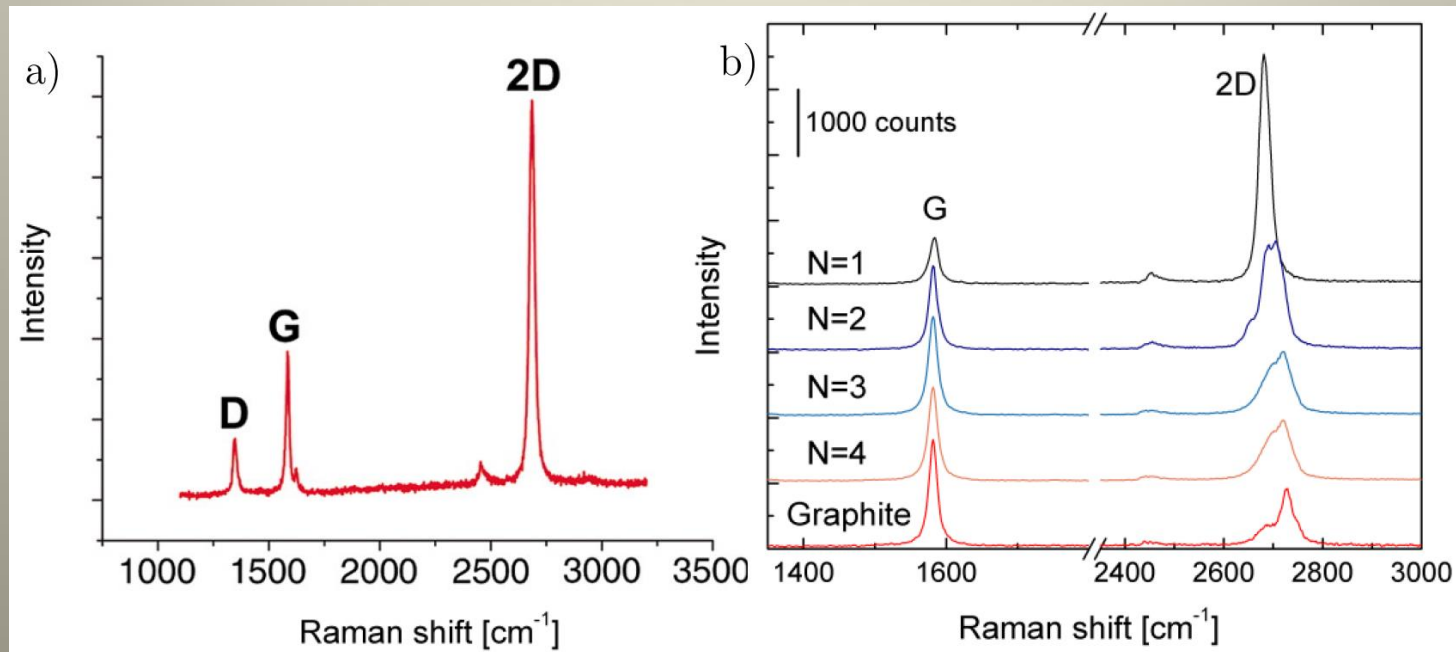 a)
D
G
2D
Intensity
1000 1500 2000 2500 3000 3500
Raman shift [cm⁻¹]
b)
1000 counts
2D
G
N=1
N=2
N=3
N=4
Graphite
Intensity
1400 1600 2400 2600 2800 3000
Raman shift [cm⁻¹]